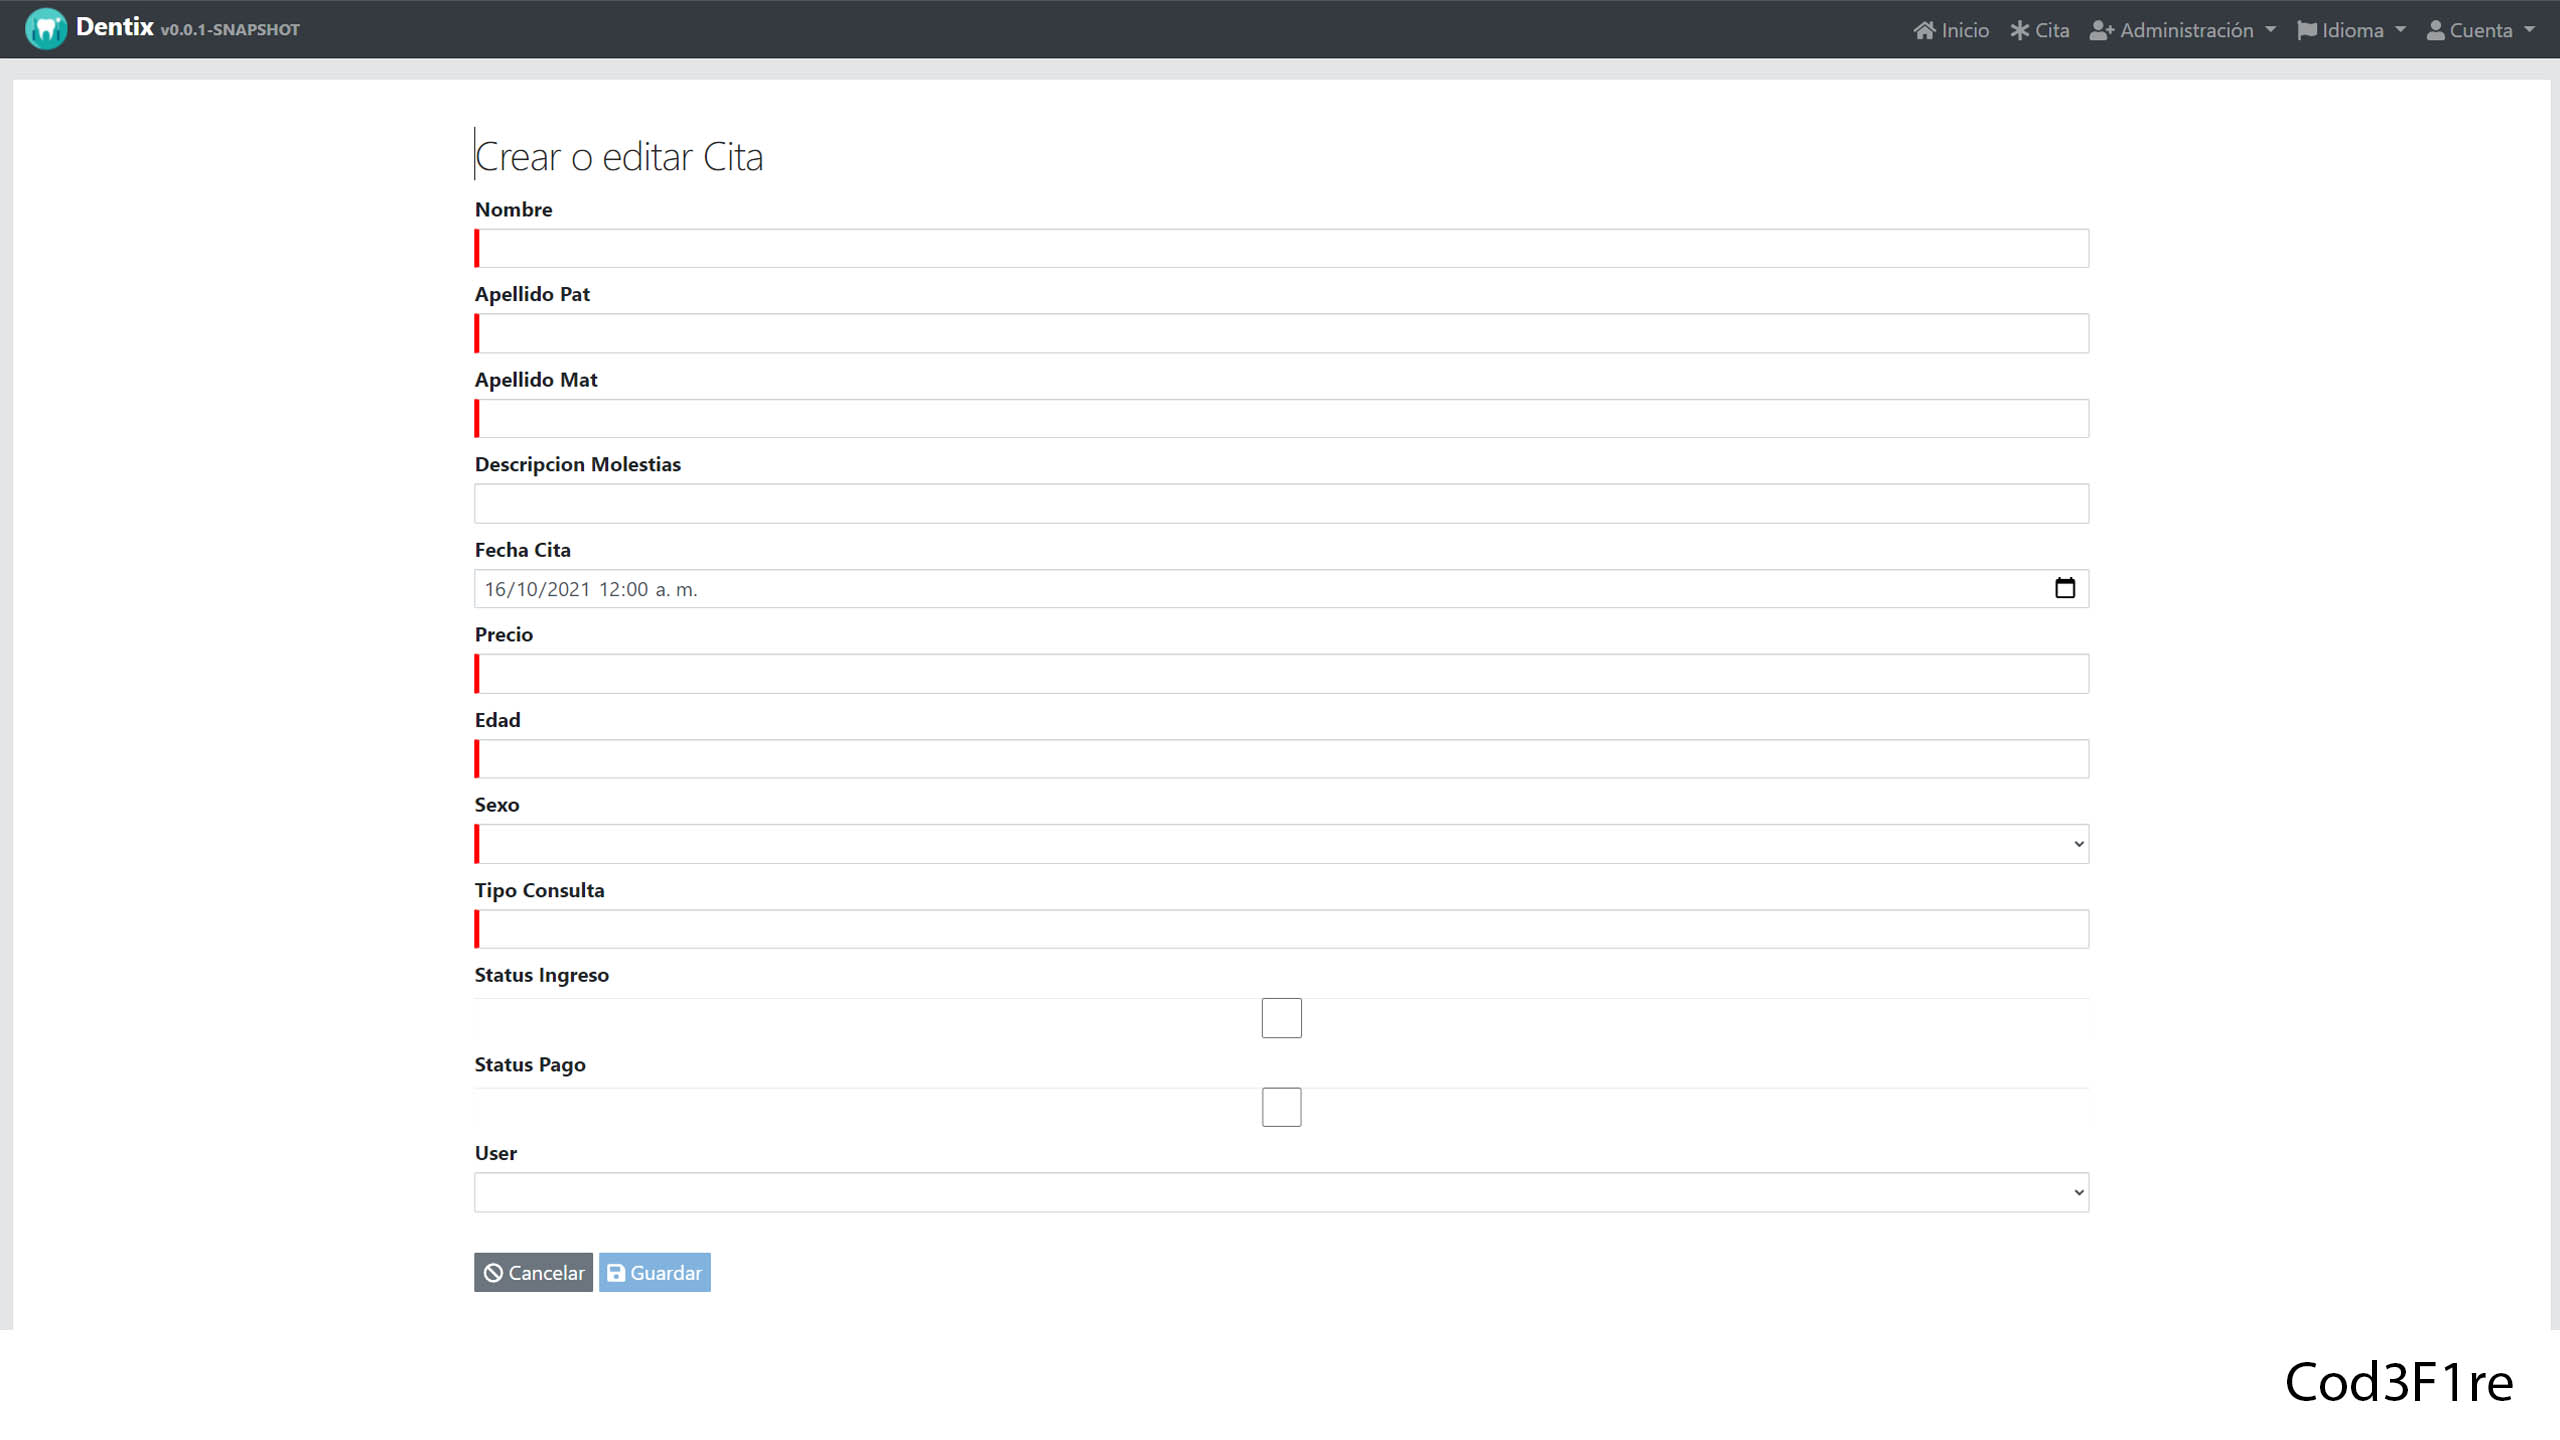 Dentix v0.0.1-SNAPSHOT Inicio Cita Administración Idioma Cuenta
Crear o editar Cita
Nombre
Apellido Pat
Apellido Mat
Descripcion Molestias
Fecha Cita
16/10/2021 12:00 a. m.
Precio
Edad
Sexo
Tipo Consulta
Status Ingreso
Status Pago
User
Cancelar Guardar
Cod3F1re